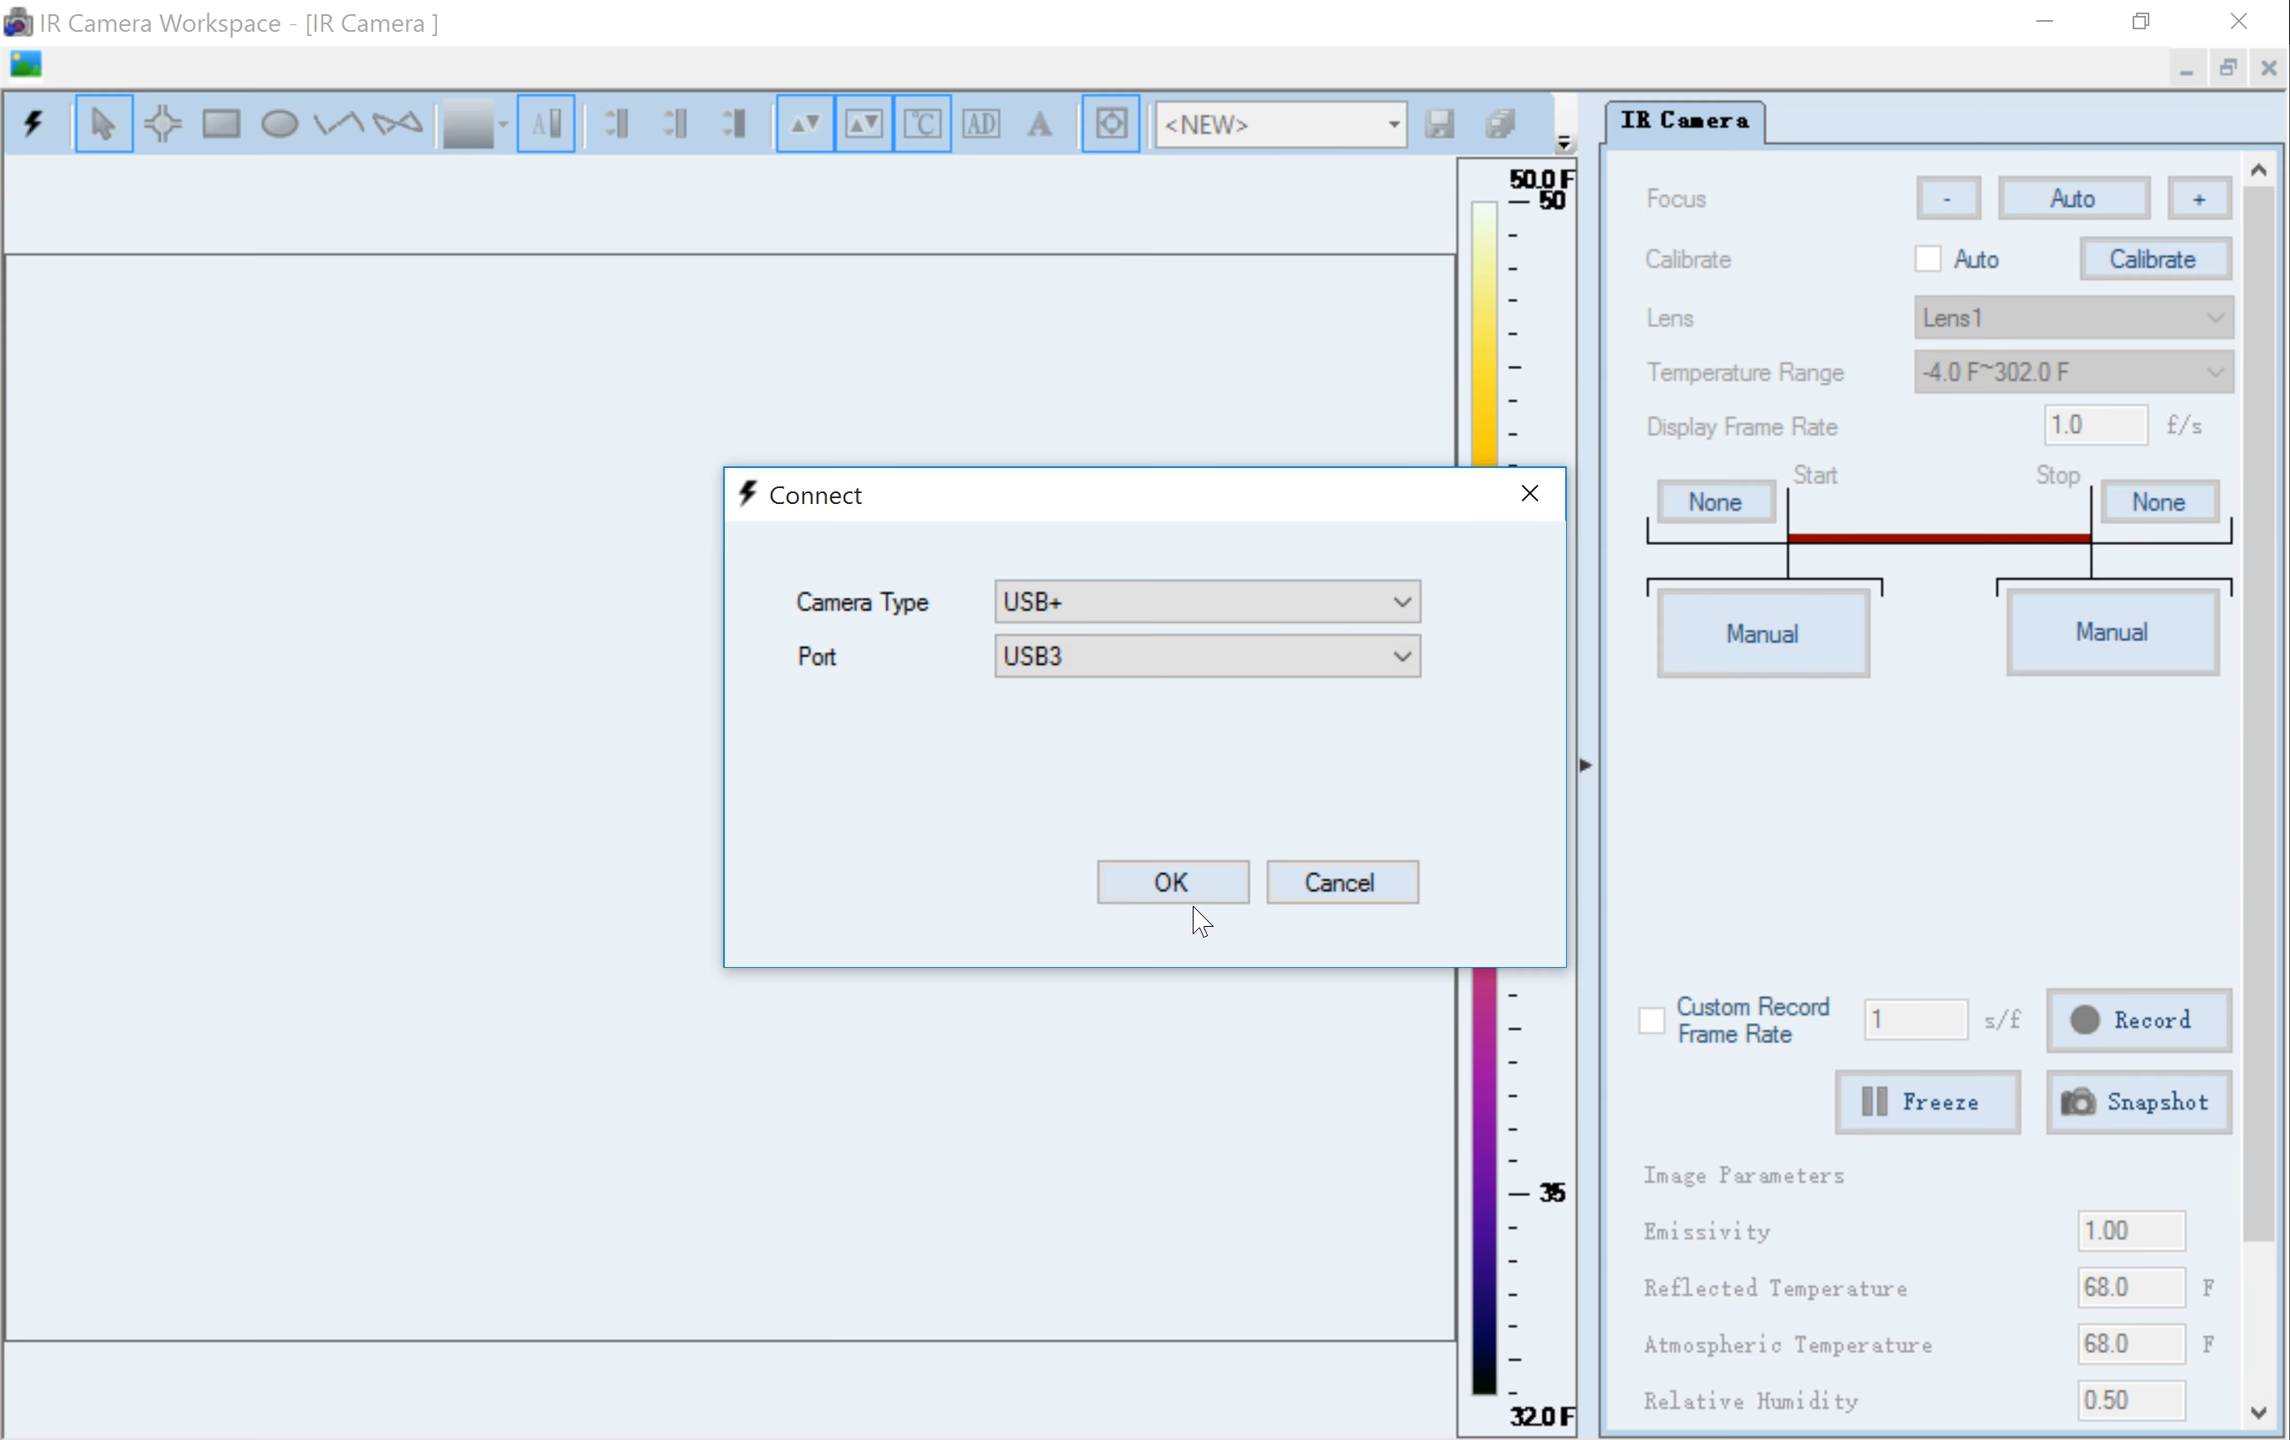 IR Camera Workspace - [IR Camera ]
A
°C
AD
A
<NEW>
IR Camera
50.0 F
50
Focus
-
Auto
+
Calibrate
Auto
Calibrate
Lens
Lens1
Temperature Range
-4.0 F~302.0 F
Display Frame Rate
1.0
f/s
Start
Stop
None
None
Manual
Manual
Connect
Camera Type
USB+
Port
USB3
OK
Cancel
Custom Record
Frame Rate
1
s/f
Record
Freeze
Snapshot
Image Parameters
35
Emissivity
1.00
Reflected Temperature
68.0
F
Atmospheric Temperature
68.0
F
Relative Humidity
0.50
32.0 F